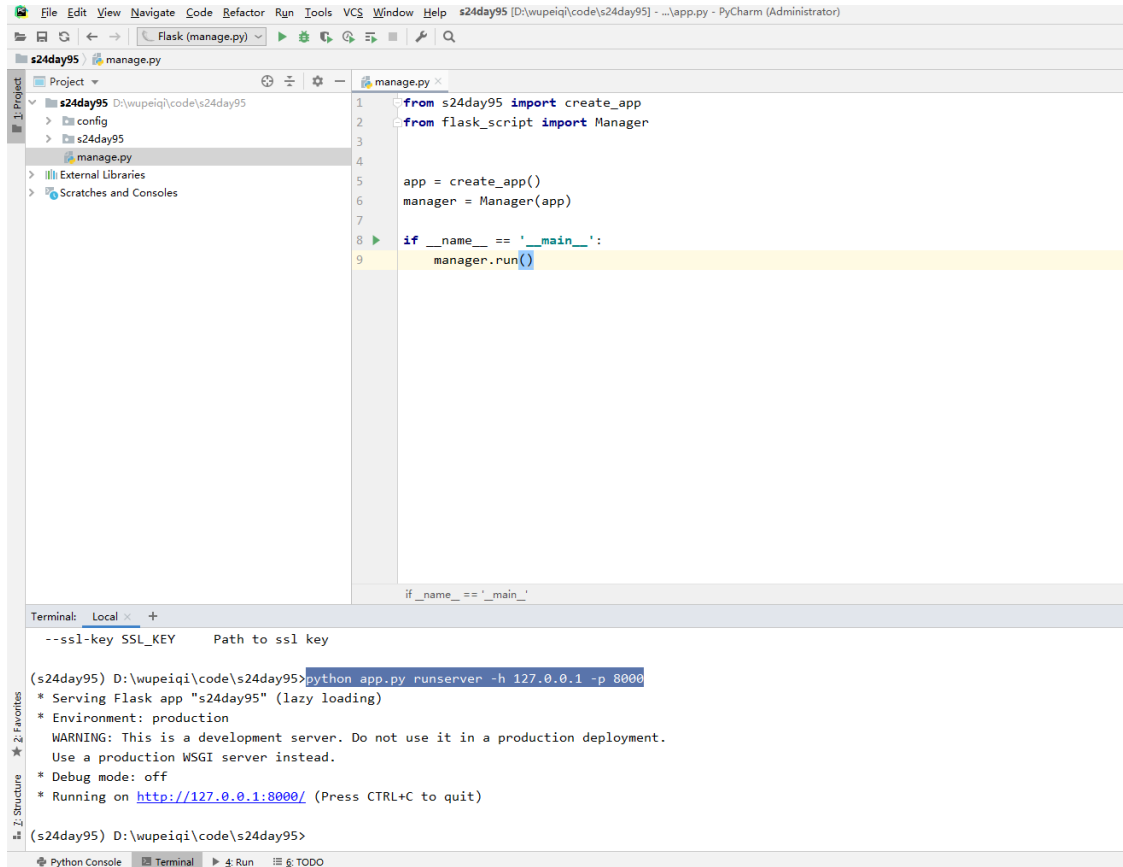 File Edit View Navigate Code Refactor Run Tools VCS Window Help s24day95 [D:\wupeiqi\code\s24day95] - ...\app.py - PyCharm (Administrator)
Flask (manage.py)
s24day95 manage.py
1: Project
Project
manage.py
s24day95 D:\wupeiqi\code\s24day95
config
s24day95
manage.py
External Libraries
Scratches and Consoles
1 from s24day95 import create_app
2 from flask_script import Manager
3
4
5 app = create_app()
6 manager = Manager(app)
7
8 if __name__ == '__main__':
9 manager.run()
if __name__ == '__main__'
Terminal: Local +
--ssl-key SSL_KEY Path to ssl key
(s24day95) D:\wupeiqi\code\s24day95>python app.py runserver -h 127.0.0.1 -p 8000
* Serving Flask app "s24day95" (lazy loading)
* Environment: production
WARNING: This is a development server. Do not use it in a production deployment.
Use a production WSGI server instead.
* Debug mode: off
* Running on http://127.0.0.1:8000/ (Press CTRL+C to quit)
(s24day95) D:\wupeiqi\code\s24day95>
2: Favorites
7: Structure
Python Console Terminal 4: Run 6: TODO